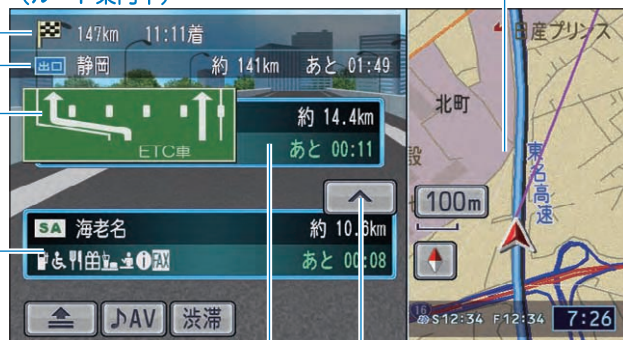 (ルート案内中)
147km 11:11着
出口 静岡 約 141km あと 01:49
約 14.4km
あと 00:11
ETC車
SA 海老名 約 10.6km
FAX あと 00:08
♪AV 渋滞
日産プリンス
北町
設
東名高速
100m
16
S12:34 F12:34 7:26